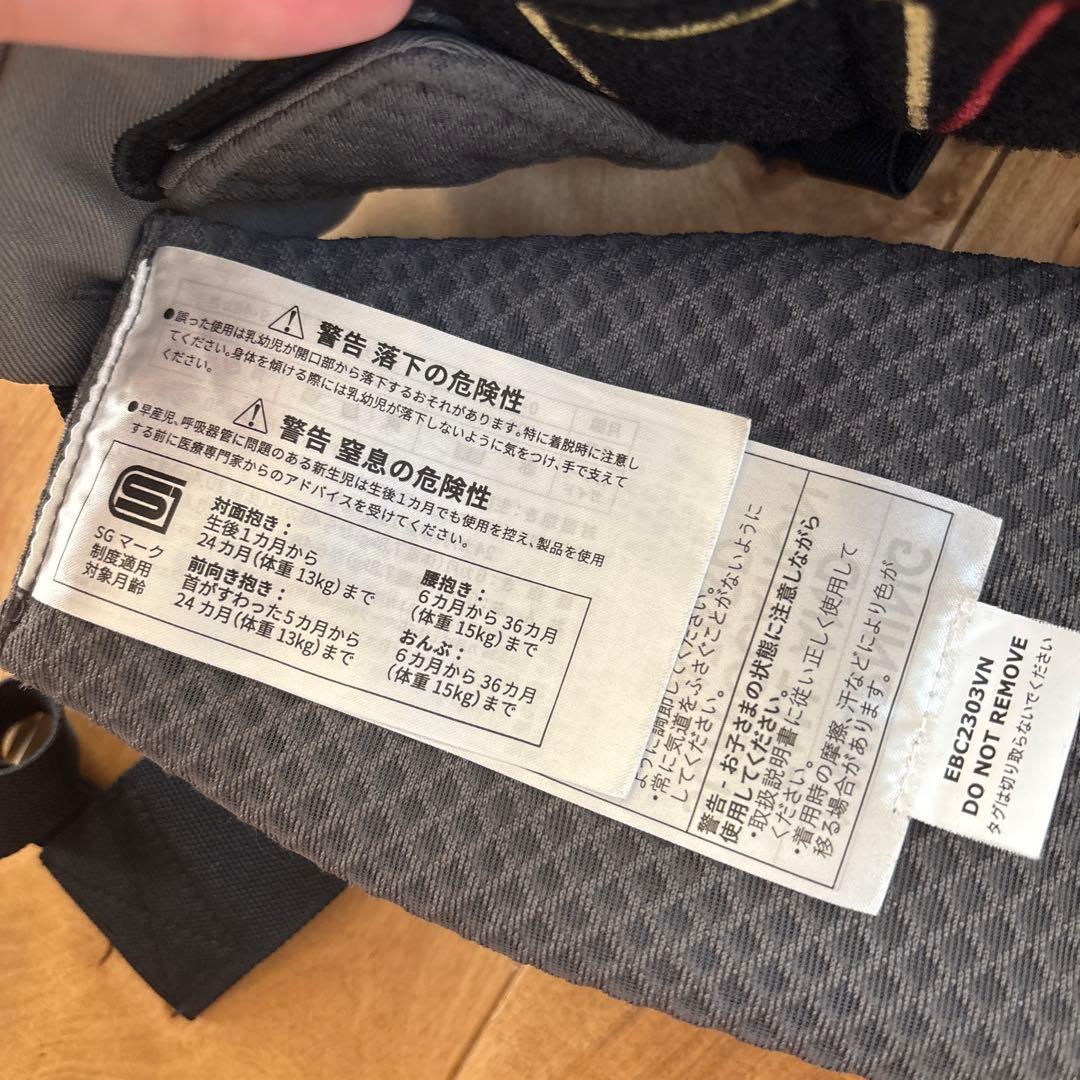 ⚠ 警告 落下の危険性
●誤った使用は乳幼児が開口部から落下するおそれがあります。特に着脱時に注意し
てください。身体を傾ける際には乳幼児が落下しないように気をつけ、手で支えて
ください。
⚠ 警告 窒息の危険性
●早産児、呼吸器管に問題のある新生児は生後1カ月でも使用を控え、製品を使用
する前に医療専門家からのアドバイスを受けてください。
SG マーク
制度適用
対象月齢
対面抱き：
生後1カ月から
24カ月(体重 13kg)まで
前向き抱き：
首がすわった5カ月から
24カ月(体重 13kg)まで
腰抱き：
6カ月から 36カ月
(体重 15kg)まで
おんぶ：
6カ月から 36カ月
(体重 15kg)まで
ように調節してください。
・常に気道をふさぐことがないように
してください。
警告 - お子さまの状態に注意しながら
使用してください。
・取扱説明書に従い正しく使用して
ください。
・着用時の摩擦、汗などにより色が
移る場合があります。
EBC2303VN
DO NOT REMOVE
タグは切り取らないでください